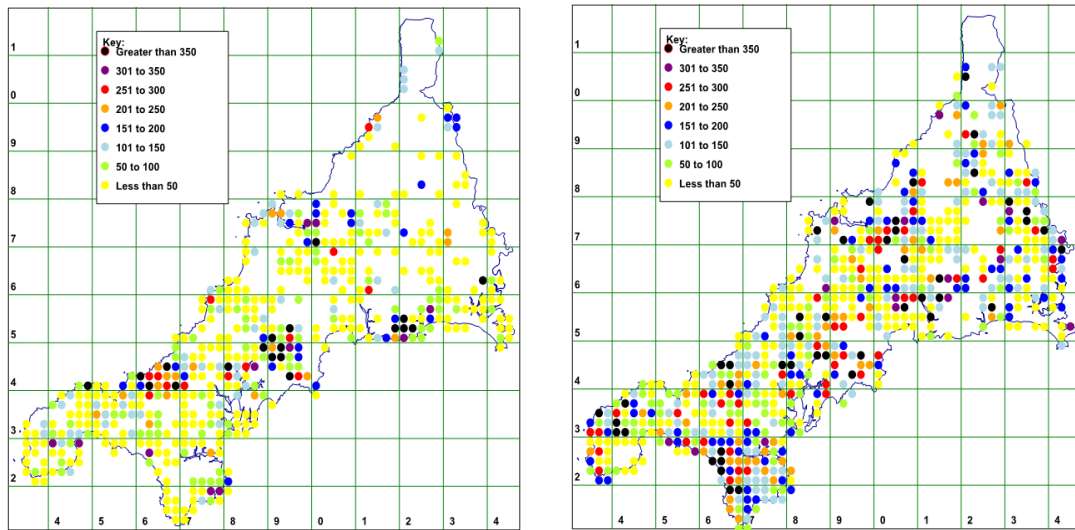 Key:
Greater than 350
301 to 350
251 to 300
201 to 250
151 to 200
101 to 150
50 to 100
Less than 50
1
0
9
8
7
6
5
4
3
2
4 5 6 7 8 9 0 1 2 3 4
Key:
Greater than 350
301 to 350
251 to 300
201 to 250
151 to 200
101 to 150
50 to 100
Less than 50
1
0
9
8
7
6
5
4
3
2
4 5 6 7 8 9 0 1 2 3 4